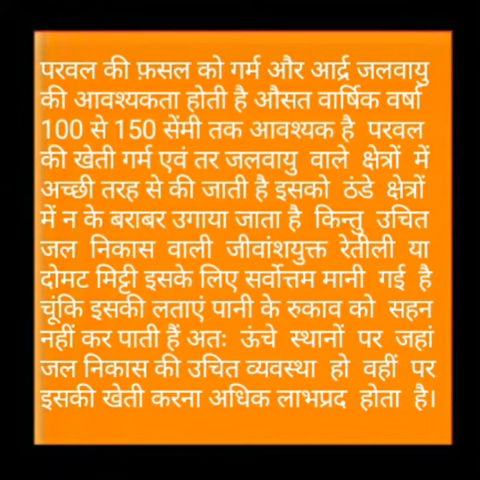 परवल की फ़सल को गर्म और आर्द्र जलवायु
की आवश्यकता होती है औसत वार्षिक वर्षा
100 से 150 सेंमी तक आवश्यक है परवल
की खेती गर्म एवं तर जलवायु वाले क्षेत्रों में
अच्छी तरह से की जाती है इसको ठंडे क्षेत्रों
में न के बराबर उगाया जाता है किन्तु उचित
जल निकास वाली जीवांशयुक्त रेतीली या
दोमट मिट्टी इसके लिए सर्वोत्तम मानी गई है
चूंकि इसकी लताएं पानी के रुकाव को सहन
नहीं कर पाती हैं अतः ऊंचे स्थानों पर जहां
जल निकास की उचित व्यवस्था हो वहीं पर
इसकी खेती करना अधिक लाभप्रद होता है।